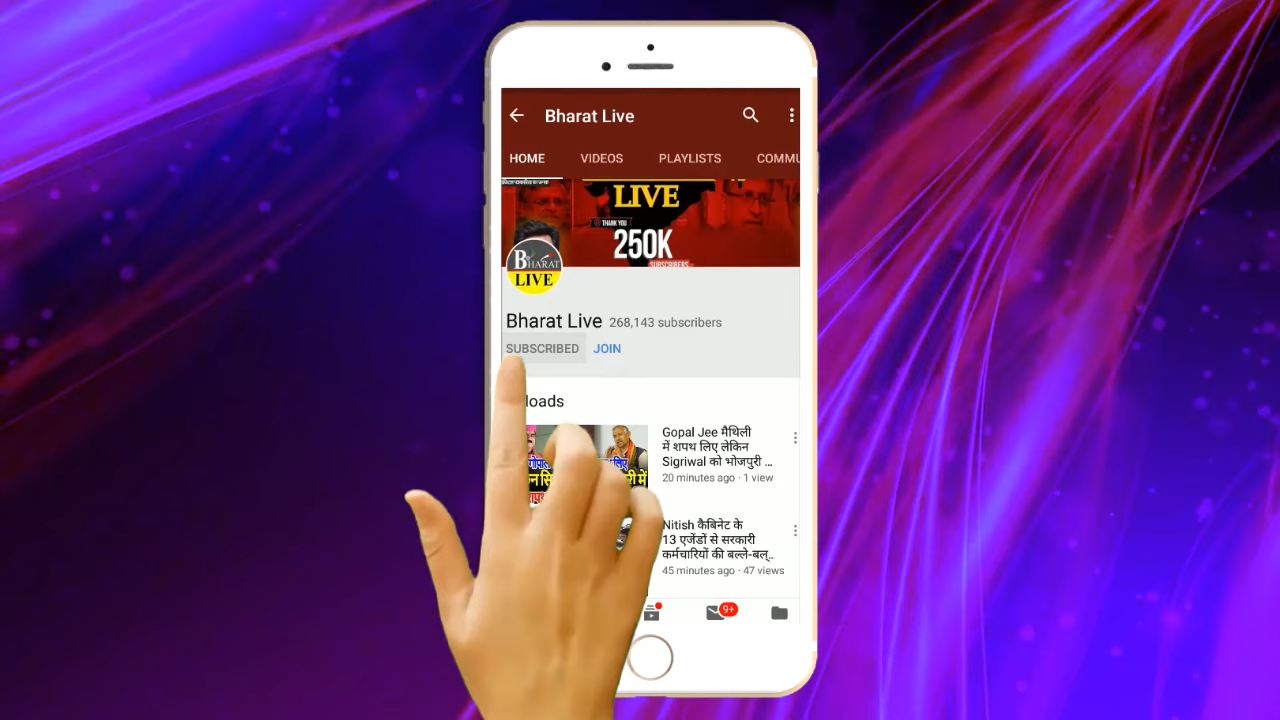 Bharat Live
HOME VIDEOS PLAYLISTS COMMU
LIVE
THANK YOU
250K
SUBSCRIBERS
BHARAT
LIVE
Bharat Live 268,143 subscribers
SUBSCRIBED JOIN
loads
Gopal Jee मैथिली
में शपथ लिए लेकिन
Sigriwal को भोजपुरी ...
20 minutes ago · 1 view
Nitish कैबिनेट के
13 एजेंडों से सरकारी
कर्मचारियों की बल्ले-बल्..
45 minutes ago · 47 views
9+